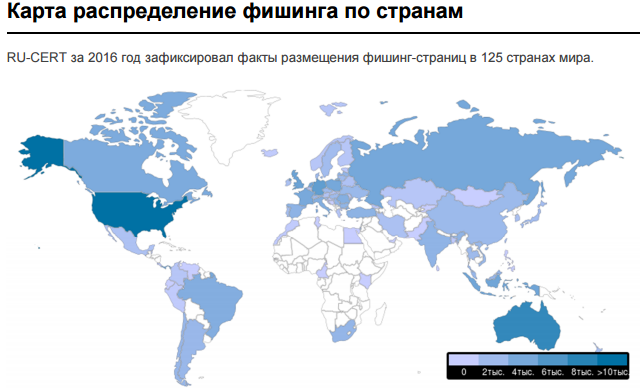 Карта распределение фишинга по странам
RU-CERT за 2016 год зафиксировал факты размещения фишинг-страниц в 125 странах мира.
0 2тыс. 4тыс. 6тыс. 8тыс. >10тыс.